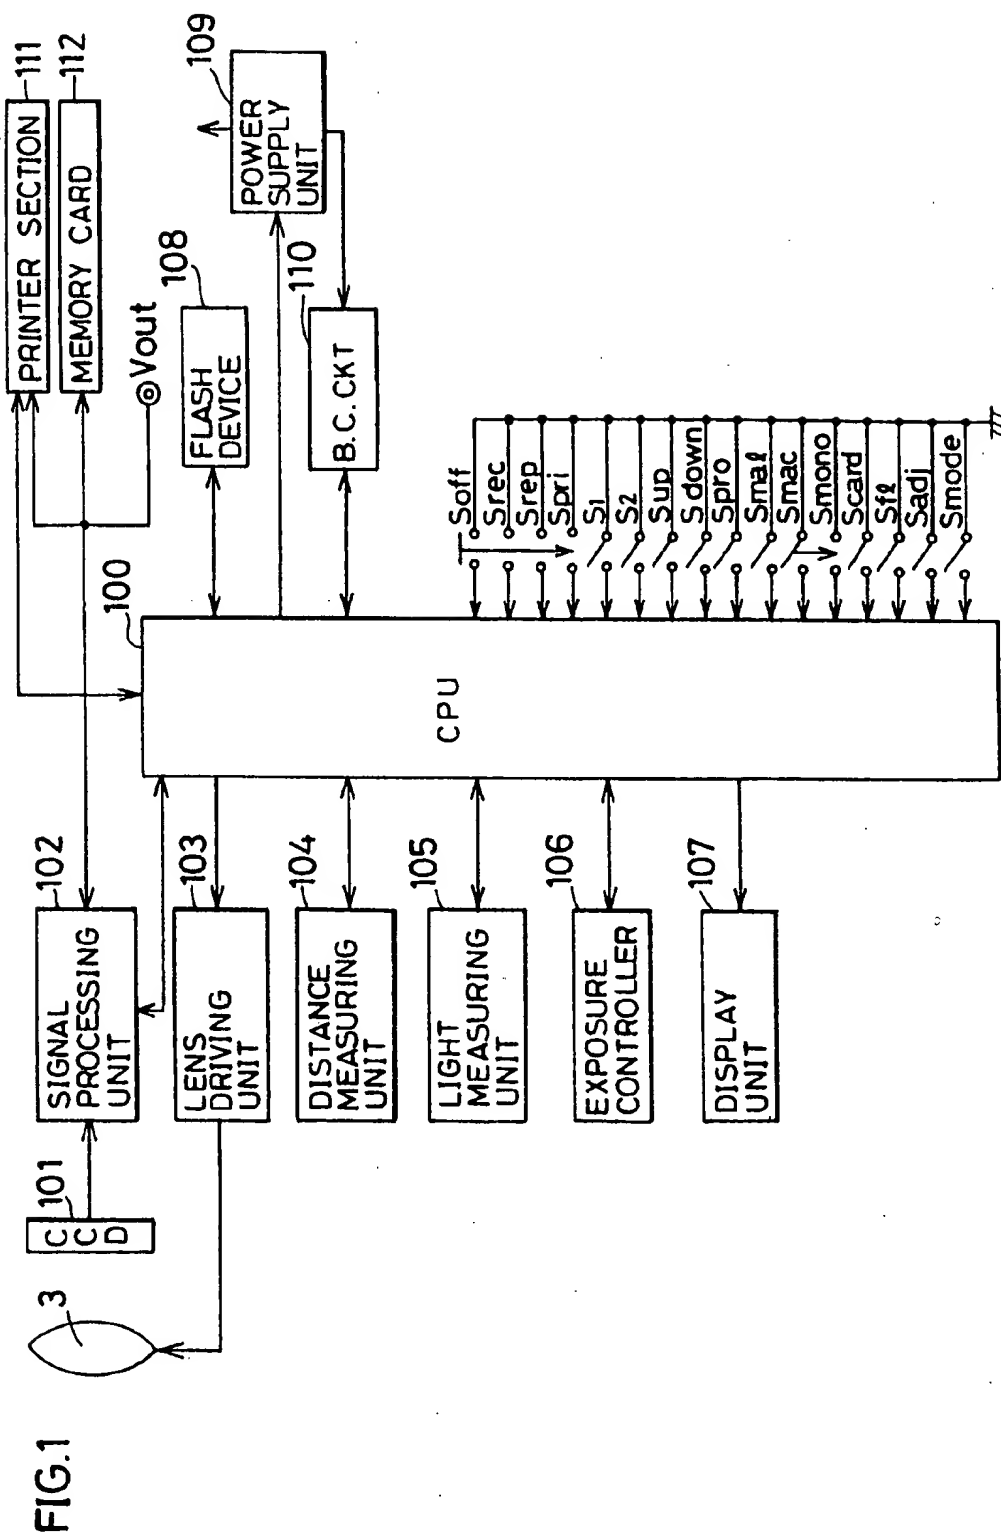 FIG.1
3
101
CCD
102
SIGNAL
PROCESSING
UNIT
103
LENS
DRIVING
UNIT
104
DISTANCE
MEASURING
UNIT
105
LIGHT
MEASURING
UNIT
106
EXPOSURE
CONTROLLER
107
DISPLAY
UNIT
100
CPU
111
PRINTER SECTION
112
MEMORY CARD
Vout
108
FLASH
DEVICE
109
POWER
SUPPLY
UNIT
110
B.C.CKT
Soff
Srec
Srep
Spri
S1
S2
Sup
Sdown
Spro
Smaℓ
Smac
Smono
Scard
Sfℓ
Sadj
Smode